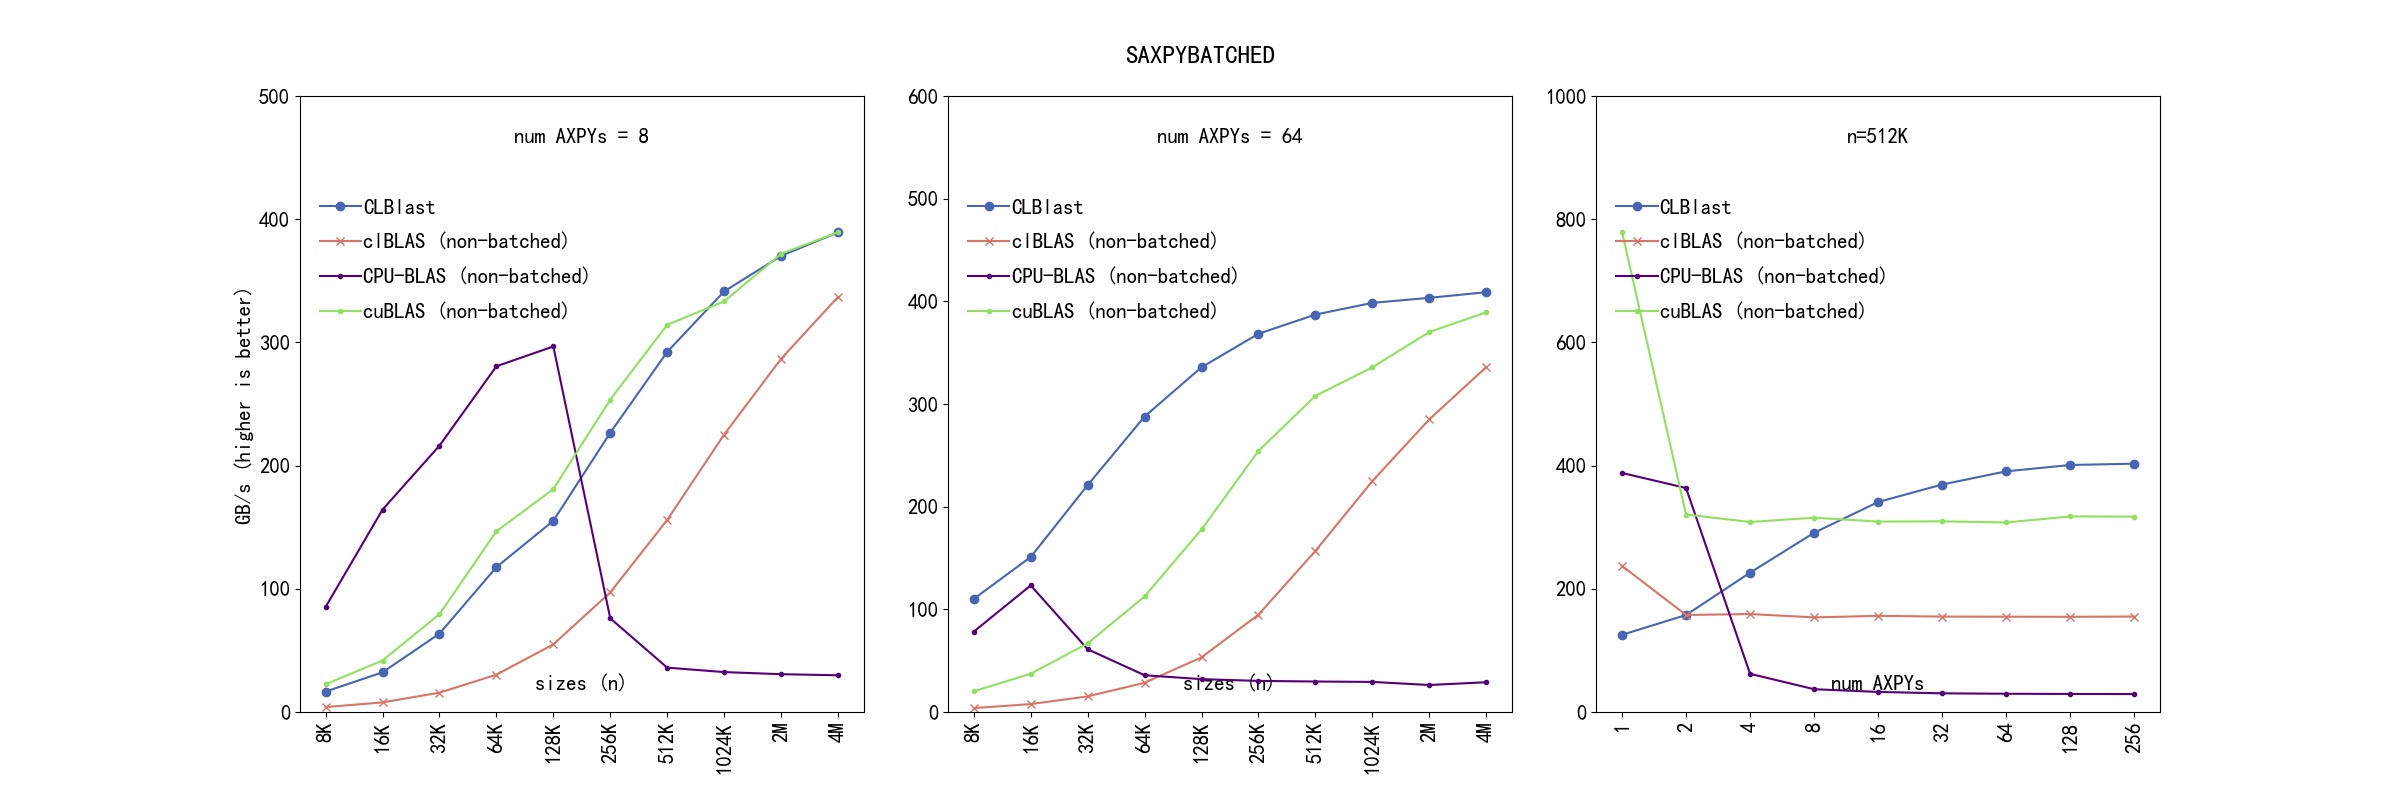 SAXPYBATCHED
GB/s (higher is better)
500
400
300
200
100
0
num AXPYs = 8
CLBlast
clBLAS (non-batched)
CPU-BLAS (non-batched)
cuBLAS (non-batched)
sizes (n)
8K
16K
32K
64K
128K
256K
512K
1024K
2M
4M
600
500
400
300
200
100
0
num AXPYs = 64
CLBlast
clBLAS (non-batched)
CPU-BLAS (non-batched)
cuBLAS (non-batched)
sizes (n)
8K
16K
32K
64K
128K
256K
512K
1024K
2M
4M
1000
800
600
400
200
0
n=512K
CLBlast
clBLAS (non-batched)
CPU-BLAS (non-batched)
cuBLAS (non-batched)
num AXPYs
1
2
4
8
16
32
64
128
256